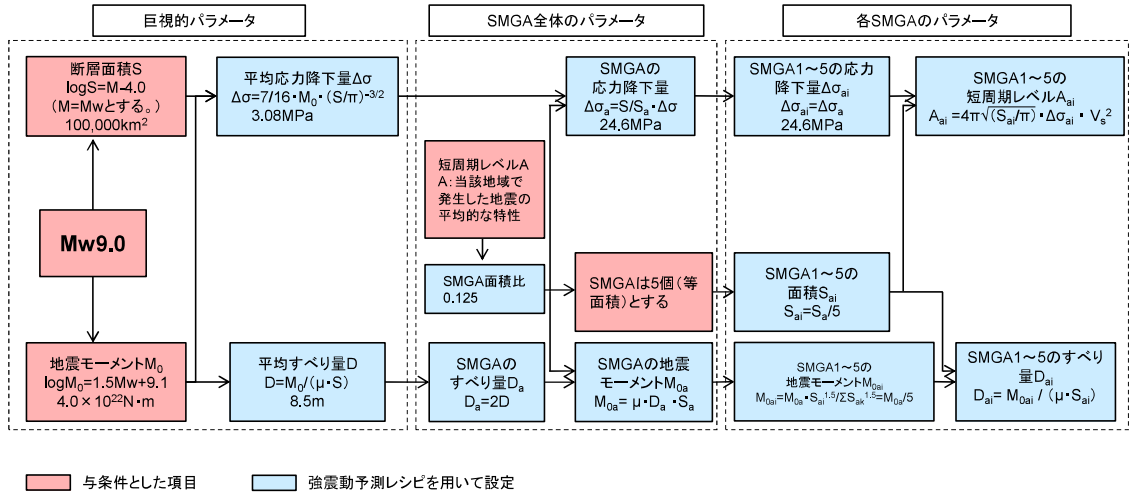 巨視的パラメータ
SMGA全体のパラメータ
各SMGAのパラメータ
断層面積S
logS=M-4.0
(M=Mwとする。)
100,000km²
平均応力降下量Δσ
Δσ=7/16・M₀・(S/π)⁻³ᐟ²
3.08MPa
SMGAの
応力降下量
Δσₐ=S/Sₐ・Δσ
24.6MPa
SMGA1~5の応力
降下量Δσₐᵢ
Δσₐᵢ=Δσₐ
24.6MPa
SMGA1~5の
短周期レベルAₐᵢ
Aₐᵢ=4π√(Sₐᵢ/π)・Δσₐᵢ・Vₛ²
短周期レベルA
A:当該地域で
発生した地震の
平均的な特性
Mw9.0
SMGA面積比
0.125
SMGAは5個(等
面積)とする
SMGA1~5の
面積Sₐᵢ
Sₐᵢ=Sₐ/5
地震モーメントM₀
logM₀=1.5Mw+9.1
4.0×10²²N・m
平均すべり量D
D=M₀/(μ・S)
8.5m
SMGAの
すべり量Dₐ
Dₐ=2D
SMGAの地震
モーメントM₀ₐ
M₀ₐ=μ・Dₐ・Sₐ
SMGA1~5の
地震モーメントM₀ₐᵢ
M₀ₐᵢ=M₀ₐ・Sₐᵢ¹·⁵/ΣSₐₖ¹·⁵=M₀ₐ/5
SMGA1~5のすべり
量Dₐᵢ
Dₐᵢ=M₀ₐᵢ/(μ・Sₐᵢ)
与条件とした項目
強震動予測レシピを用いて設定